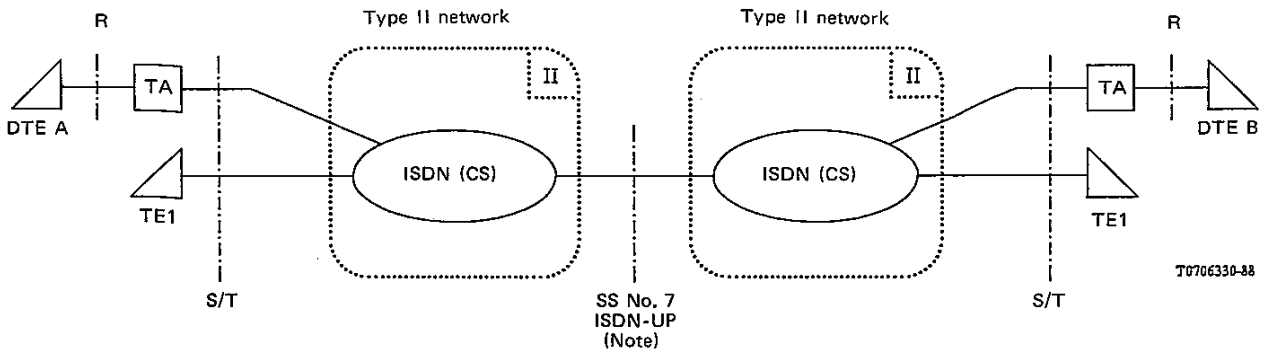 Type II network
Type II network
R
R
II
II
TA
TA
DTE A
DTE B
ISDN (CS)
ISDN (CS)
TE1
TE1
T0706330-88
S/T
SS No. 7
ISDN-UP
(Note)
S/T